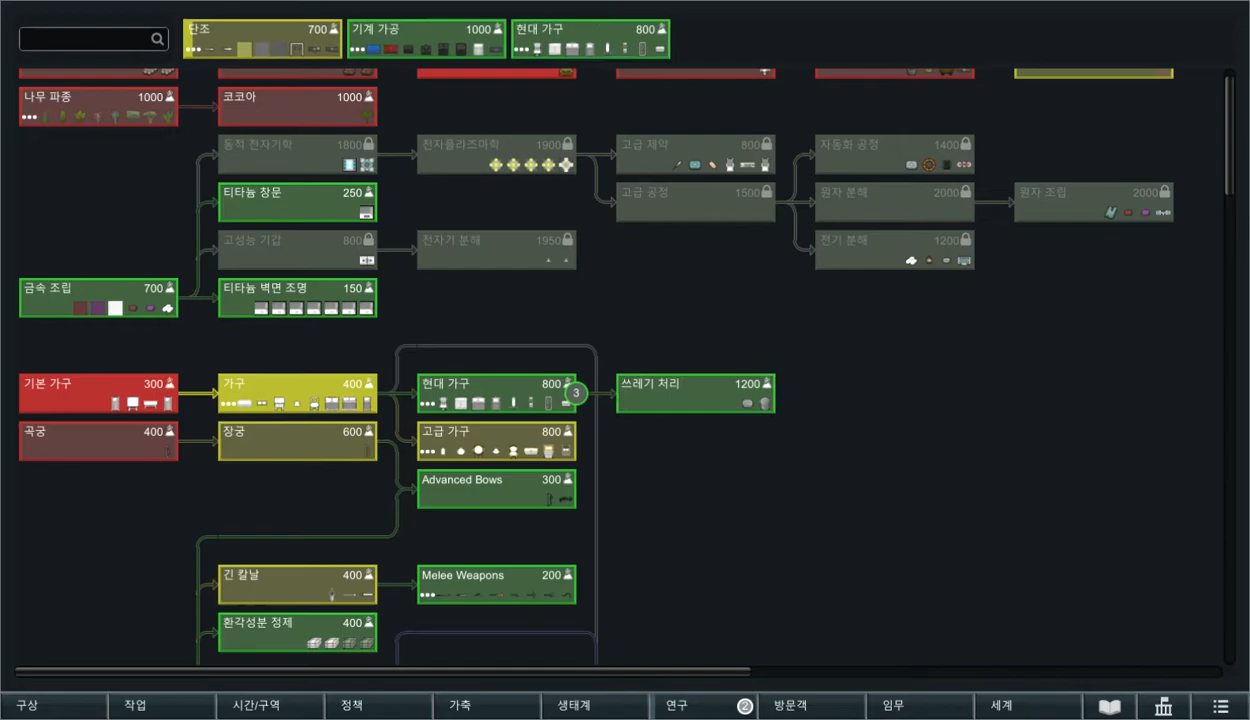 단조 700
기계 가공 1000
현대 가구 800
나무 파종 1000
코코아 1000
동적 전자기학 1800
전자플라즈마학 1900
고급 제약 800
자동화 공정 1400
티타늄 창문 250
고급 공정 1500
원자 분해 2000
원자 조립 2000
고성능 기갑 800
전자기 분해 1950
전기 분해 1200
금속 조립 700
티타늄 벽면 조명 150
기본 가구 300
가구 400
현대 가구 800
3
쓰레기 처리 1200
곡궁 400
장궁 600
고급 가구 800
Advanced Bows 300
긴 칼날 400
Melee Weapons 200
환각성분 정제 400
구상
작업
시간/구역
정책
가축
생태계
연구 2
방문객
임무
세계